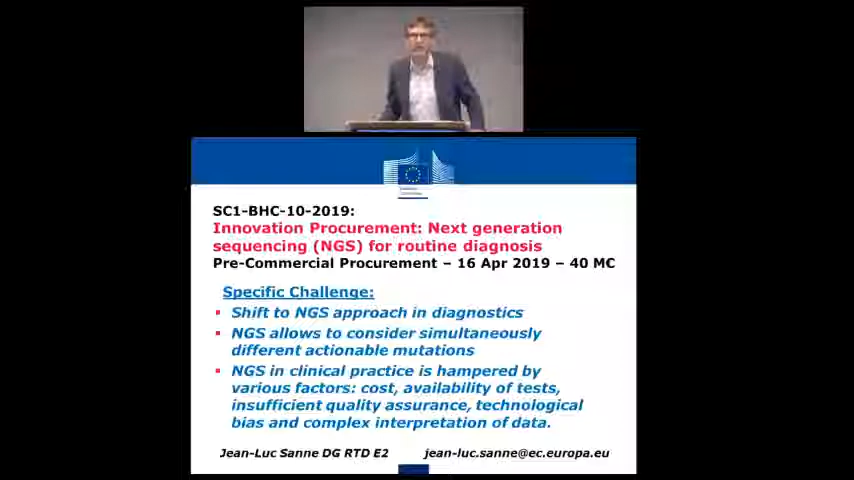 SC1-BHC-10-2019:
Innovation Procurement: Next generation
sequencing (NGS) for routine diagnosis
Pre-Commercial Procurement – 16 Apr 2019 – 40 MC
Specific Challenge:
Shift to NGS approach in diagnostics
NGS allows to consider simultaneously
different actionable mutations
NGS in clinical practice is hampered by
various factors: cost, availability of tests,
insufficient quality assurance, technological
bias and complex interpretation of data.
Jean-Luc Sanne DG RTD E2 jean-luc.sanne@ec.europa.eu